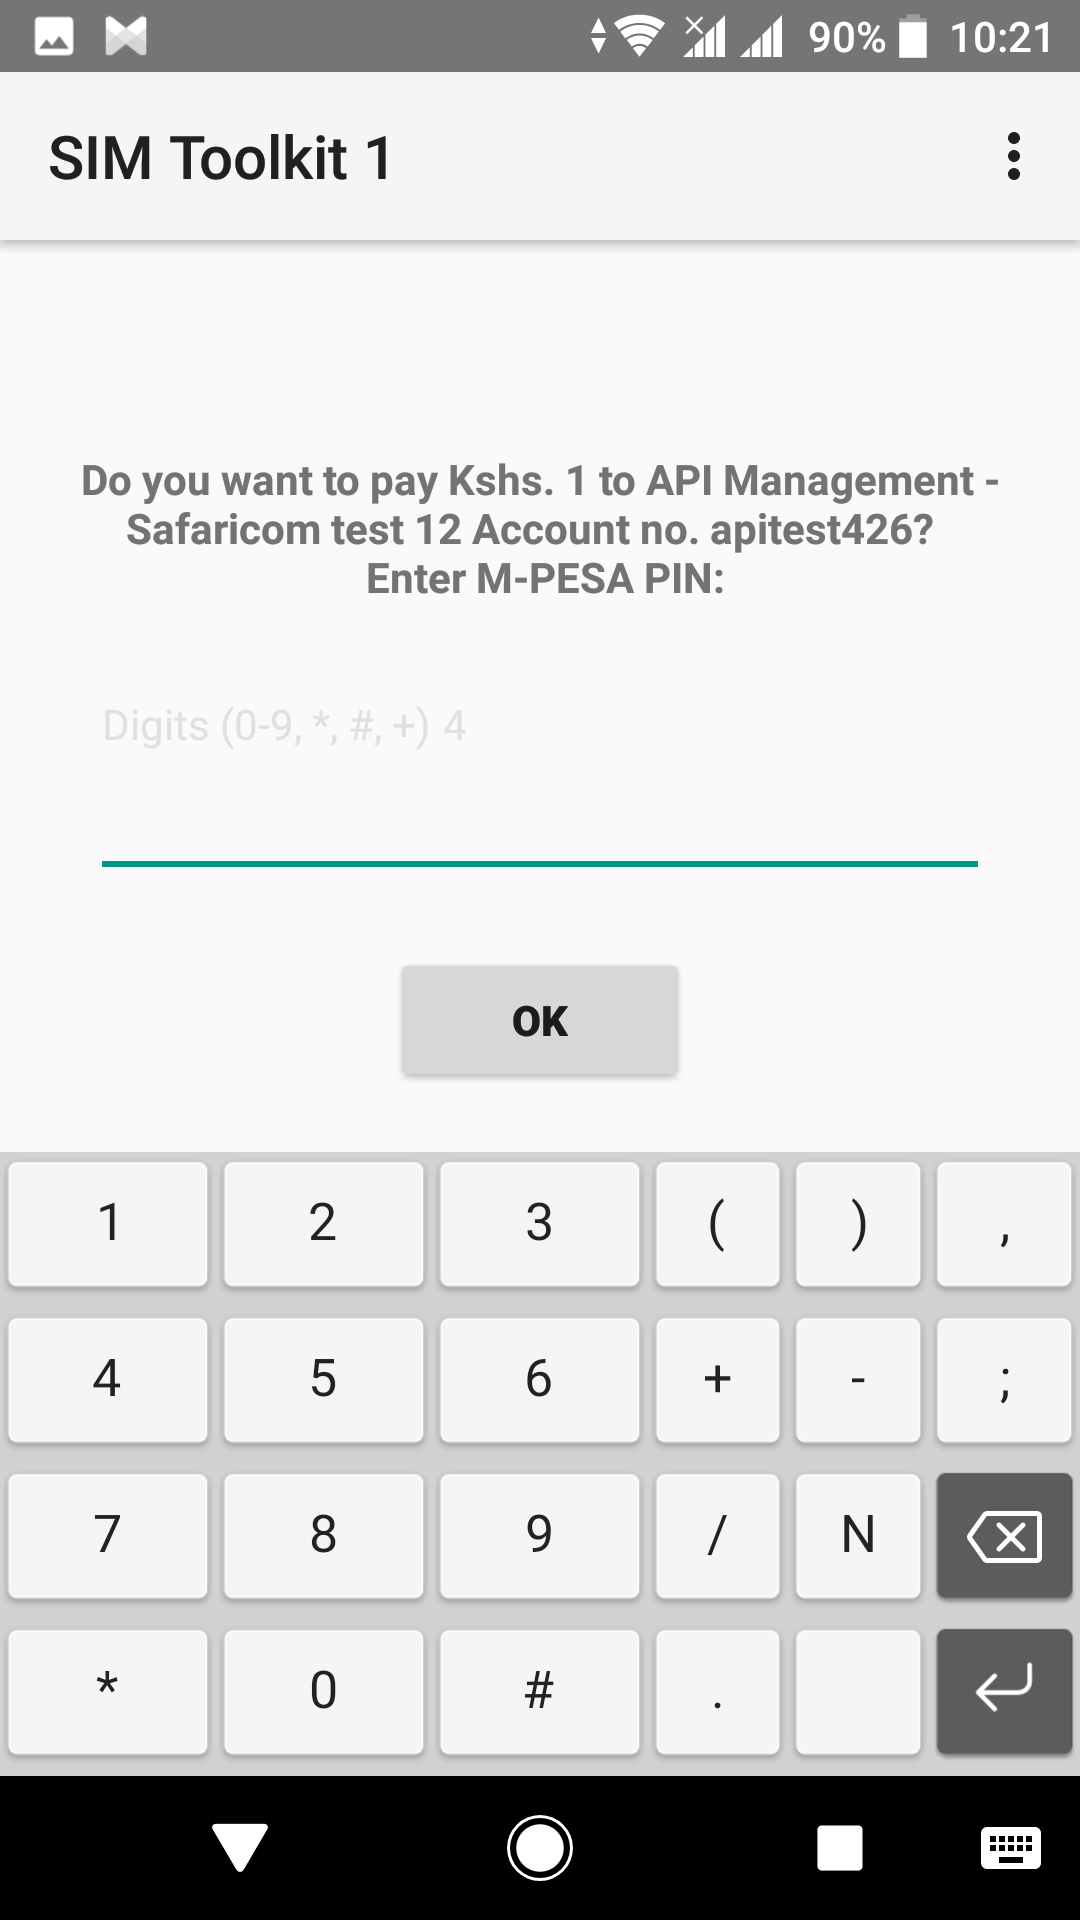 90% 10:21
SIM Toolkit 1
Do you want to pay Kshs. 1 to API Management -
Safaricom test 12 Account no. apitest426?
Enter M-PESA PIN:
Digits (0-9, *, #, +) 4
OK
1 2 3 ( ) ,
4 5 6 + - ;
7 8 9 / N
* 0 # .